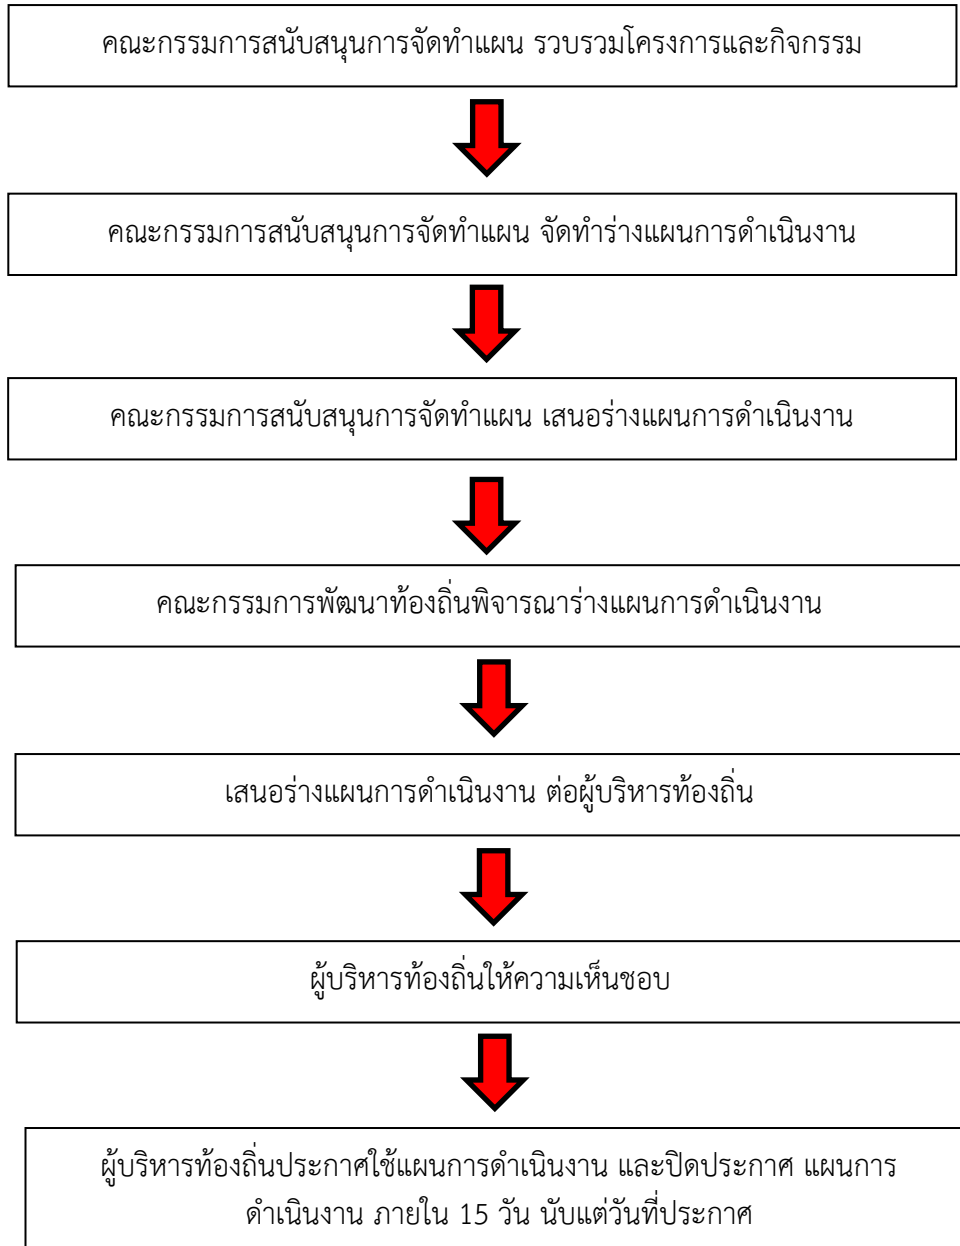 คณะกรรมการสนับสนุนการจัดทำแผน รวบรวมโครงการและกิจกรรม
คณะกรรมการสนับสนุนการจัดทำแผน จัดทำร่างแผนการดำเนินงาน
คณะกรรมการสนับสนุนการจัดทำแผน เสนอร่างแผนการดำเนินงาน
คณะกรรมการพัฒนาท้องถิ่นพิจารณาร่างแผนการดำเนินงาน
เสนอร่างแผนการดำเนินงาน ต่อผู้บริหารท้องถิ่น
ผู้บริหารท้องถิ่นให้ความเห็นชอบ
ผู้บริหารท้องถิ่นประกาศใช้แผนการดำเนินงาน และปิดประกาศ แผนการ
ดำเนินงาน ภายใน 15 วัน นับแต่วันที่ประกาศ